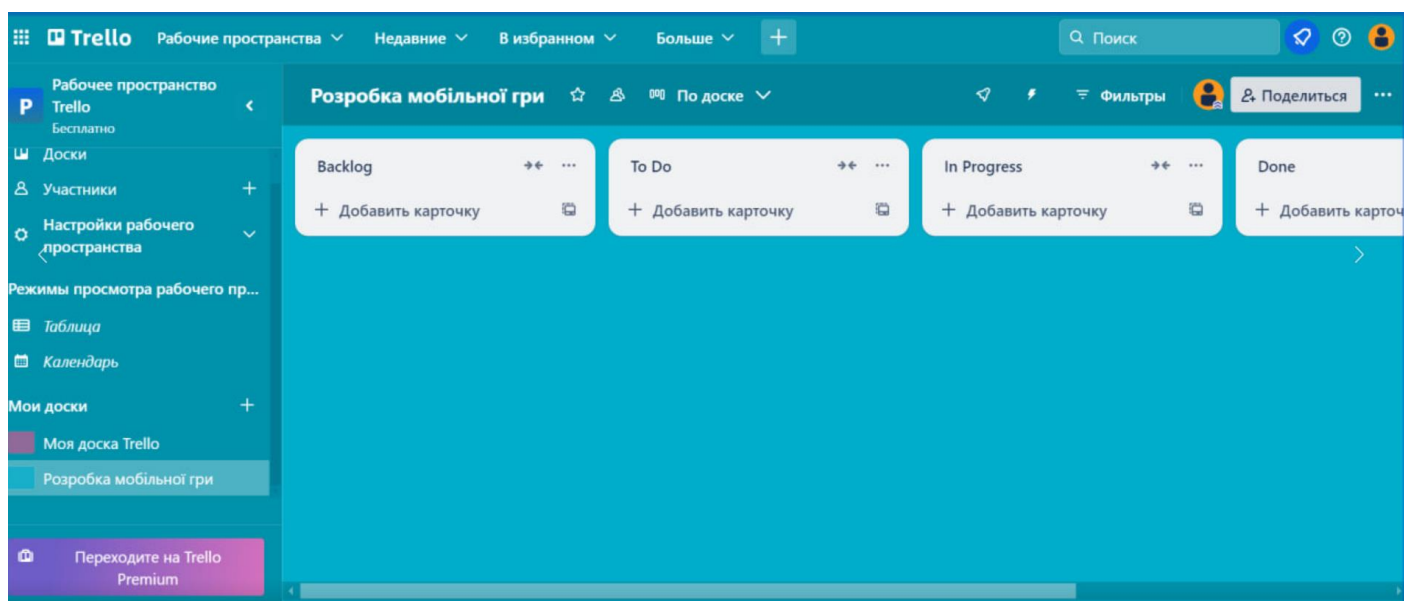 Trello Рабочие пространства Недавние В избранном Больше Поиск
Рабочее пространство
Trello
Бесплатно
Доски
Участники
Настройки рабочего
пространства
Режимы просмотра рабочего пр...
Таблица
Календарь
Мои доски
Моя доска Trello
Розробка мобільної гри
Переходите на Trello
Premium
Розробка мобільної гри По доске Фильтры Поделиться
Backlog
Добавить карточку
To Do
Добавить карточку
In Progress
Добавить карточку
Done
Добавить карточ